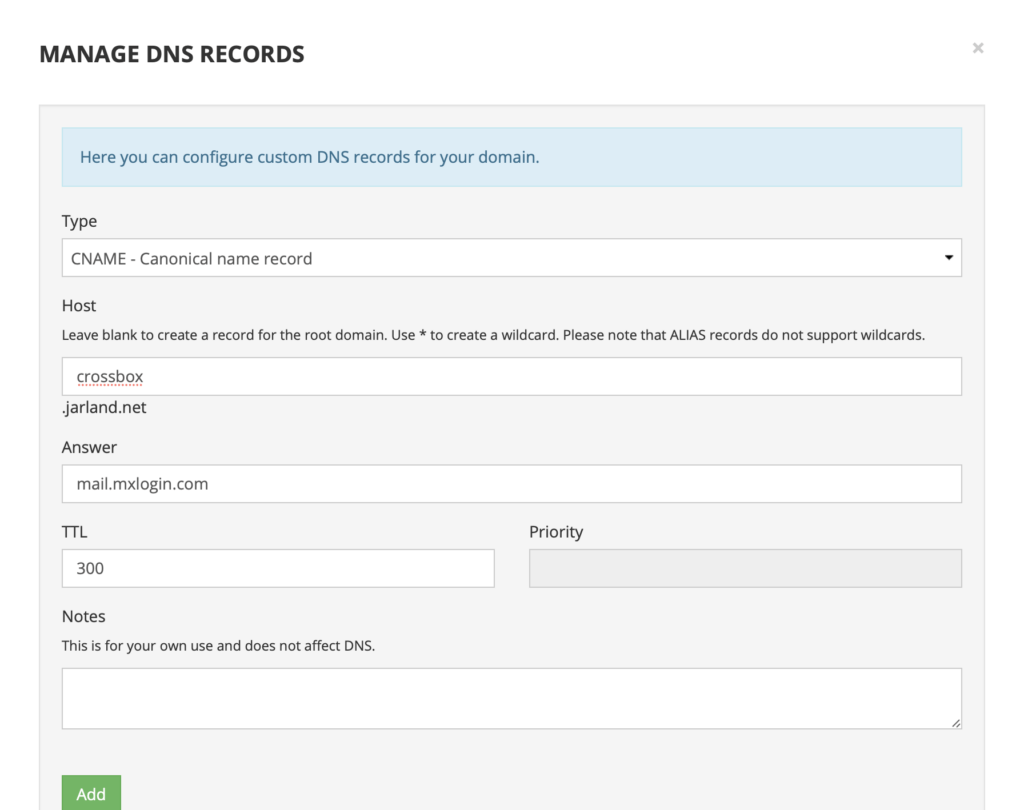 MANAGE DNS RECORDS
×
Here you can configure custom DNS records for your domain.
Type
CNAME - Canonical name record
Host
Leave blank to create a record for the root domain. Use * to create a wildcard. Please note that ALIAS records do not support wildcards.
crossbox
.jarland.net
Answer
mail.mxlogin.com
TTL
Priority
300
Notes
This is for your own use and does not affect DNS.
Add